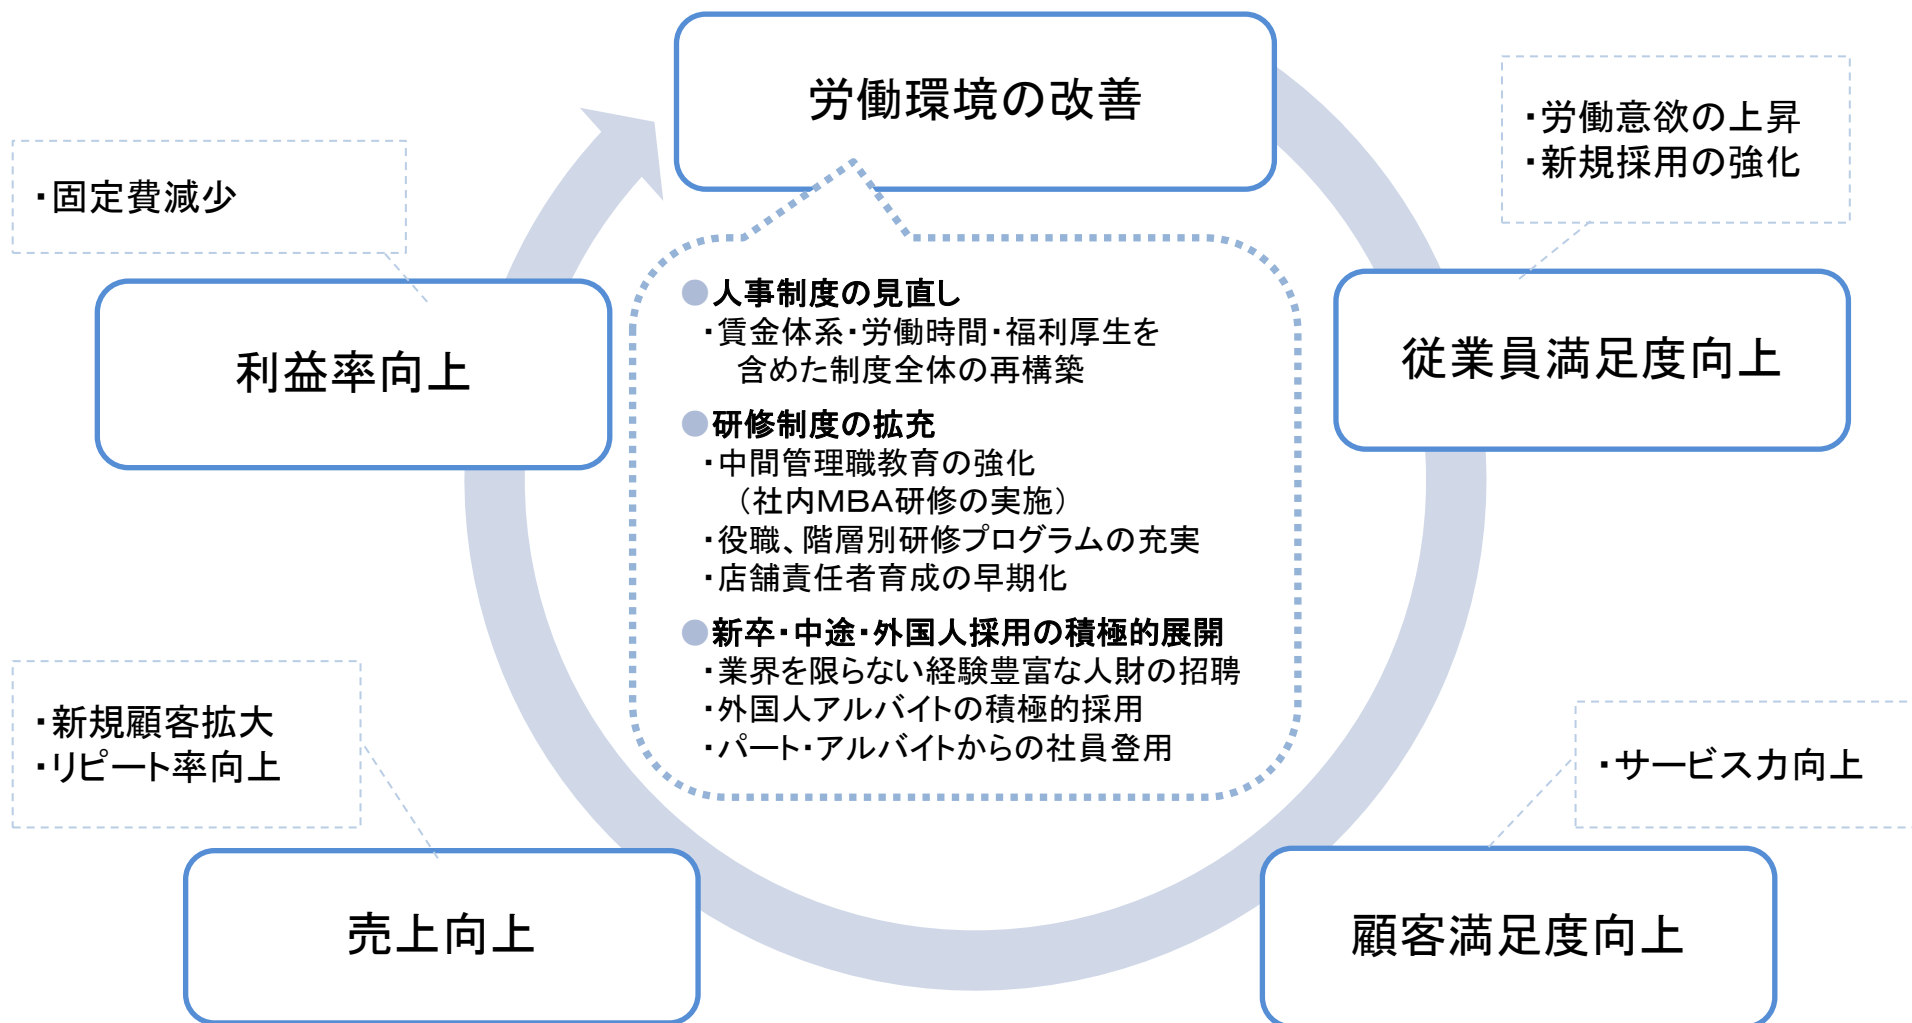 労働環境の改善
・労働意欲の上昇
・新規採用の強化
・固定費減少
●人事制度の見直し
・賃金体系・労働時間・福利厚生を
含めた制度全体の再構築
利益率向上
従業員満足度向上
●研修制度の拡充
・中間管理職教育の強化
（社内MBA研修の実施）
・役職、階層別研修プログラムの充実
・店舗責任者育成の早期化
●新卒・中途・外国人採用の積極的展開
・業界を限らない経験豊富な人財の招聘
・外国人アルバイトの積極的採用
・パート・アルバイトからの社員登用
・新規顧客拡大
・リピート率向上
・サービス力向上
売上向上
顧客満足度向上